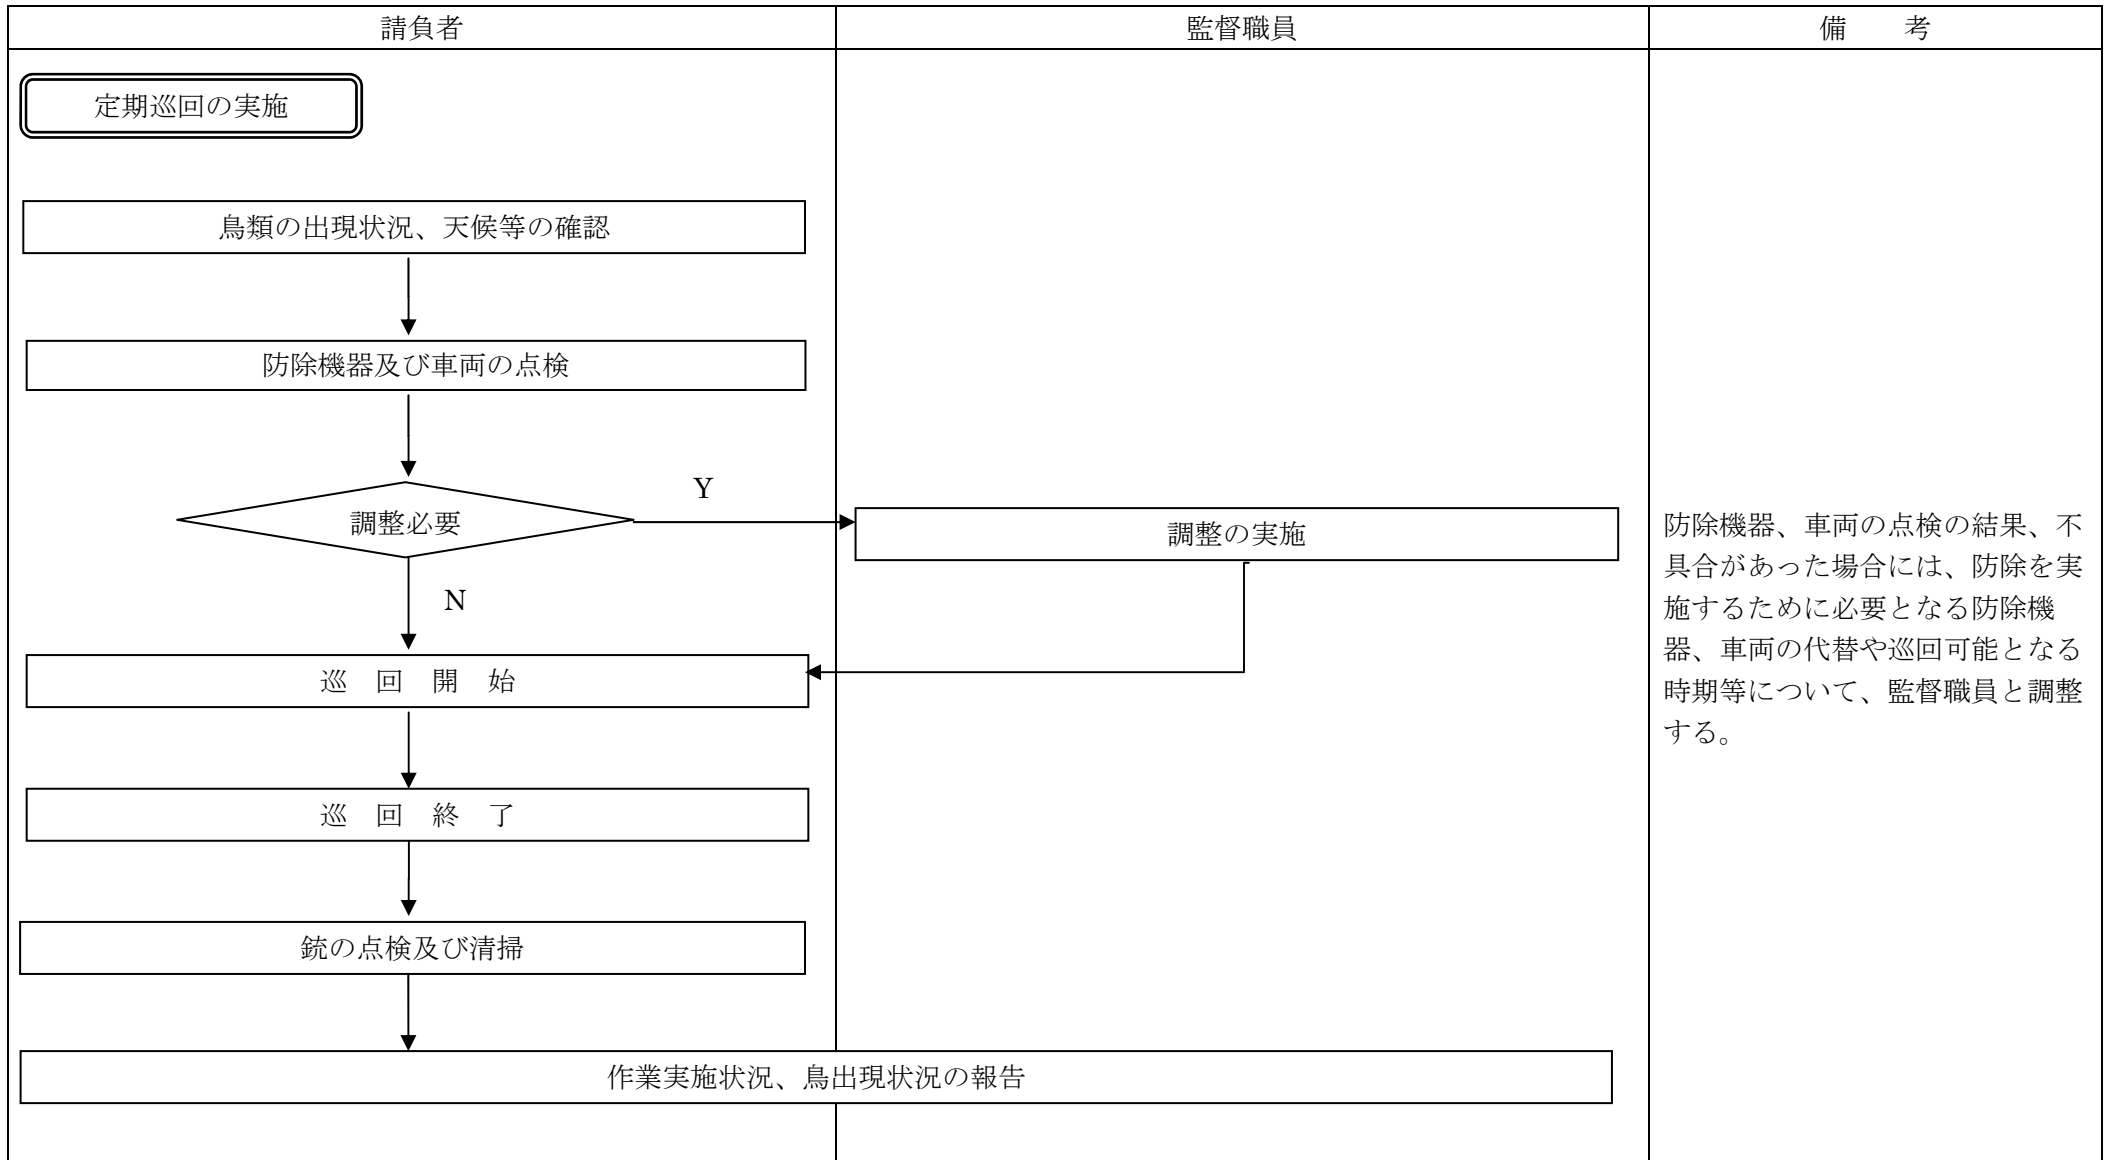 請負者
監督職員
備　　考
定期巡回の実施
鳥類の出現状況、天候等の確認
防除機器及び車両の点検
調整必要
Y
調整の実施
N
巡　回　開　始
巡　回　終　了
銃の点検及び清掃
作業実施状況、鳥出現状況の報告
防除機器、車両の点検の結果、不
具合があった場合には、防除を実
施するために必要となる防除機
器、車両の代替や巡回可能となる
時期等について、監督職員と調整
する。